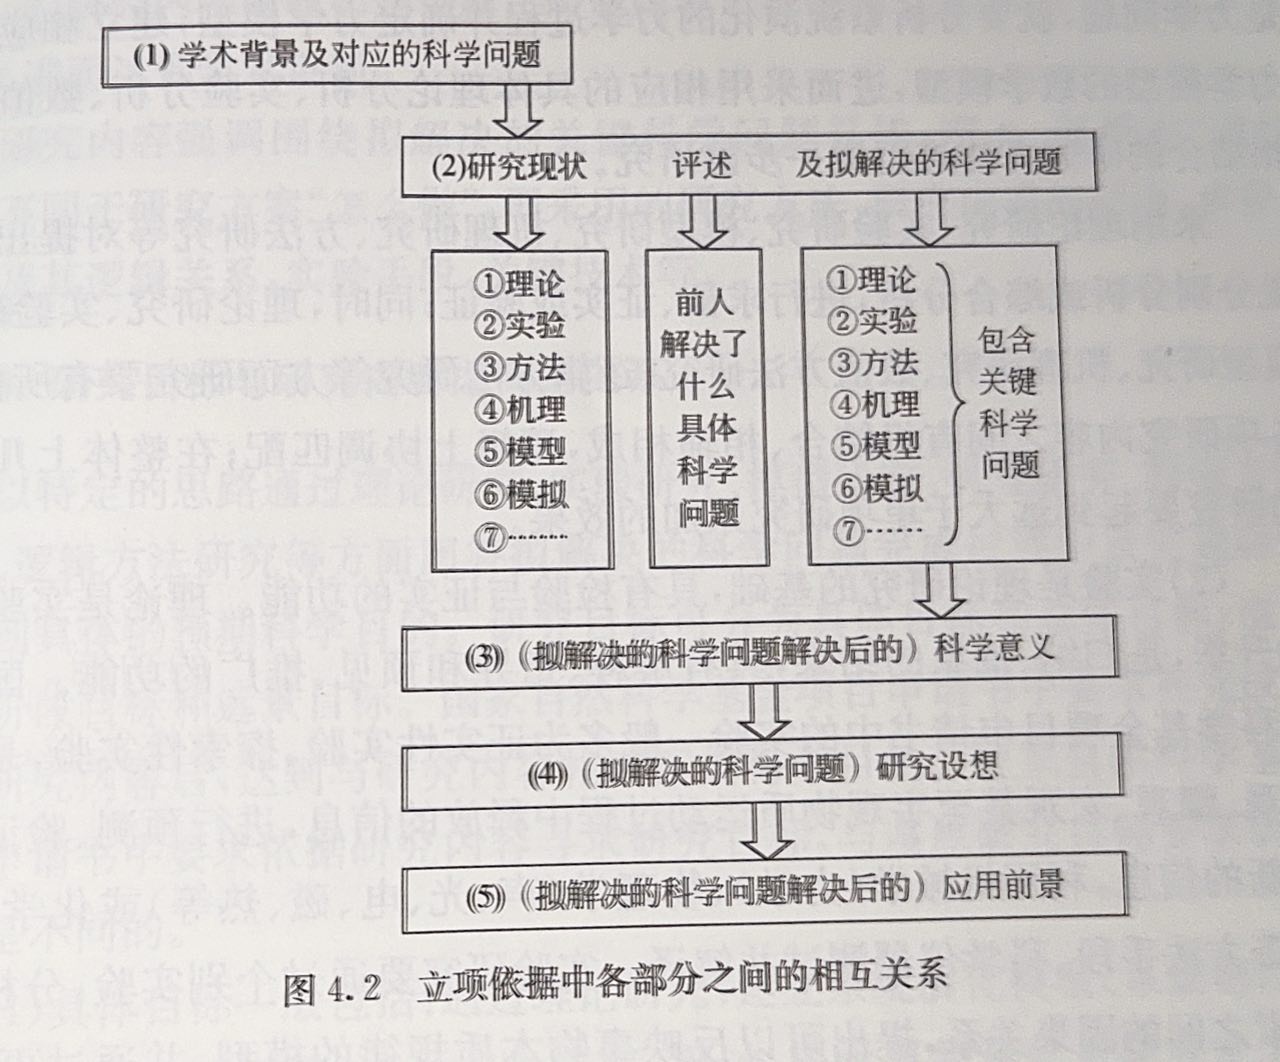 (1) 学术背景及对应的科学问题
(2)研究现状 评述 及拟解决的科学问题
①理论
②实验
③方法
④机理
⑤模型
⑥模拟
⑦……
前人
解决了
什么
具体
科学
问题
①理论
②实验
③方法
④机理
⑤模型
⑥模拟
⑦……
包含
关键
科学
问题
(3)(拟解决的科学问题解决后的)科学意义
(4)(拟解决的科学问题)研究设想
(5)(拟解决的科学问题解决后的)应用前景
图 4.2 立项依据中各部分之间的相互关系